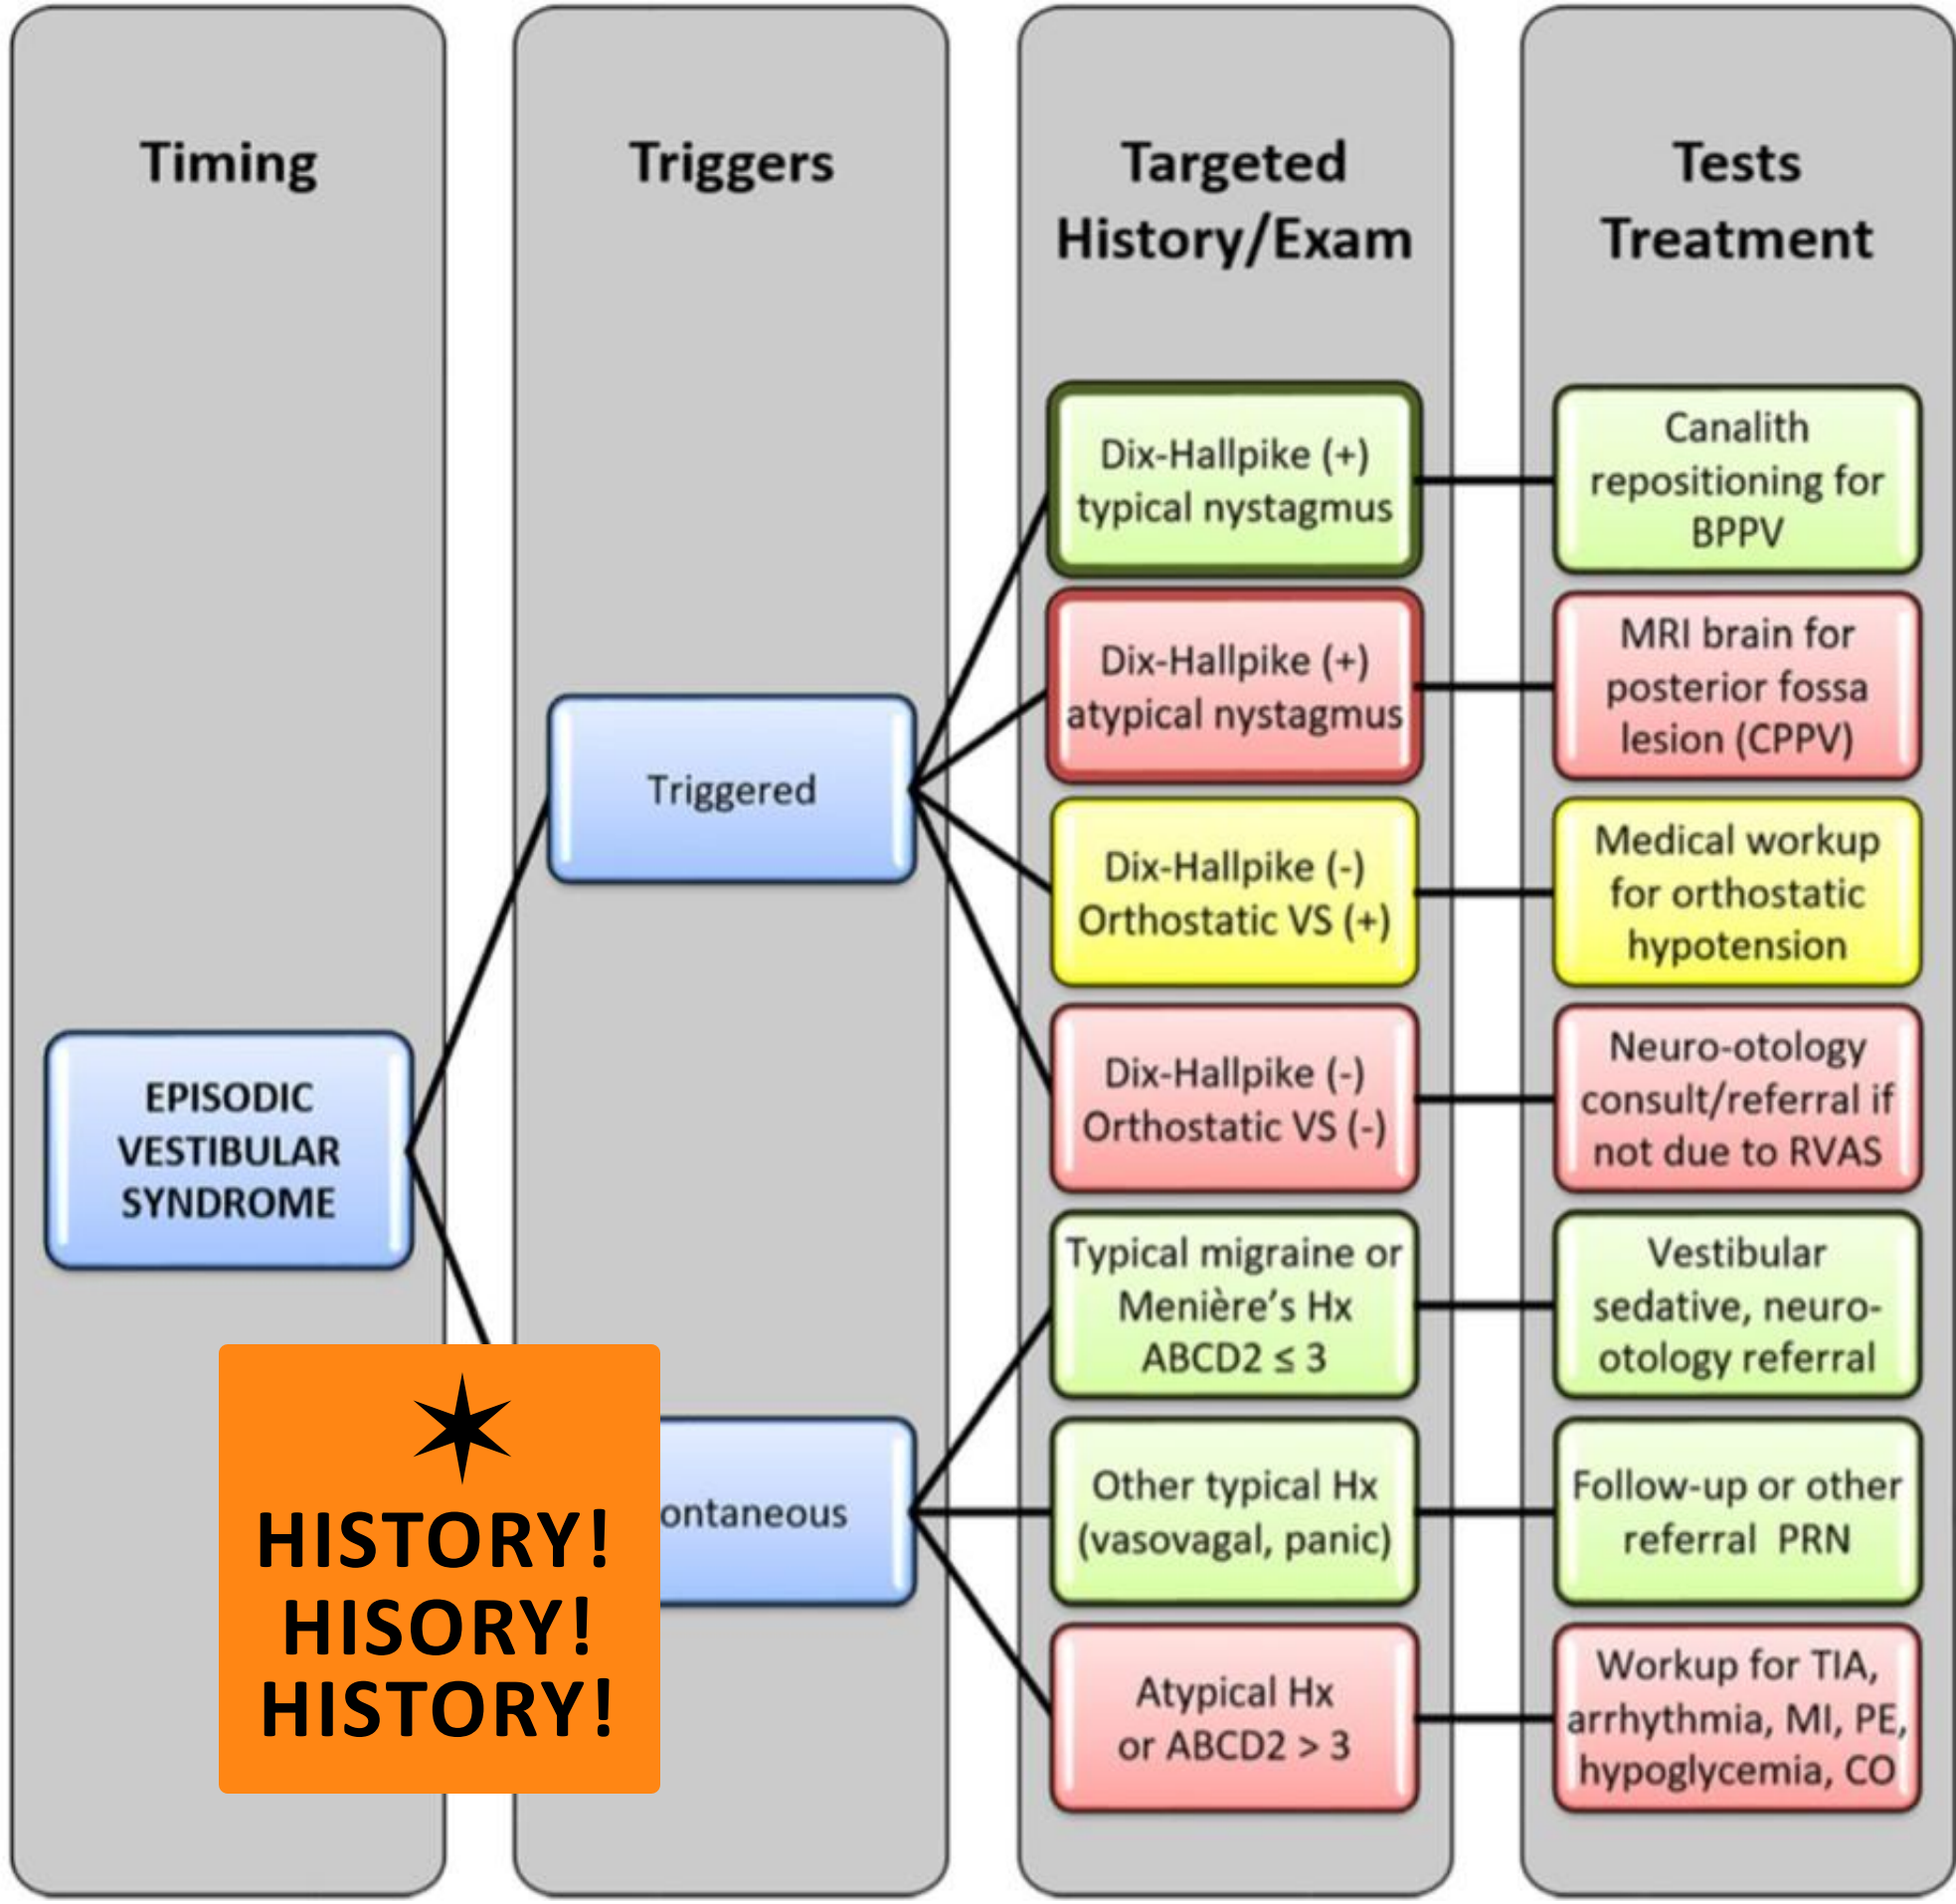 Timing
Triggers
Targeted
History/Exam
Tests
Treatment
EPISODIC
VESTIBULAR
SYNDROME
Triggered
ontaneous
HISTORY!
HISORY!
HISTORY!
Dix-Hallpike (+)
typical nystagmus
Canalith
repositioning for
BPPV
Dix-Hallpike (+)
atypical nystagmus
MRI brain for
posterior fossa
lesion (CPPV)
Dix-Hallpike (-)
Orthostatic VS (+)
Medical workup
for orthostatic
hypotension
Dix-Hallpike (-)
Orthostatic VS (-)
Neuro-otology
consult/referral if
not due to RVAS
Typical migraine or
Menière’s Hx
ABCD2 ≤ 3
Vestibular
sedative, neuro-
otology referral
Other typical Hx
(vasovagal, panic)
Follow-up or other
referral PRN
Atypical Hx
or ABCD2 > 3
Workup for TIA,
arrhythmia, MI, PE,
hypoglycemia, CO